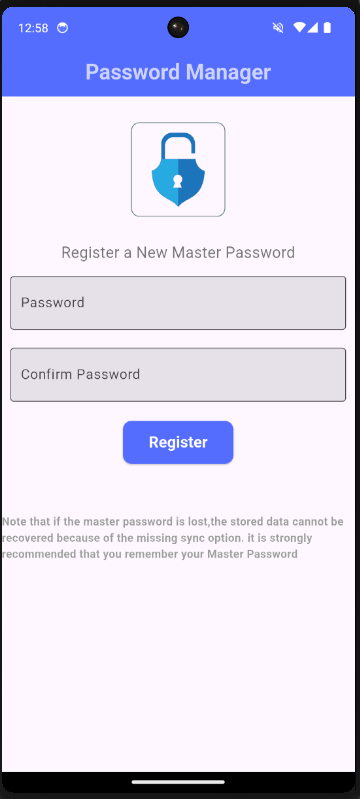 12:58
Password Manager
Register a New Master Password
Password
Confirm Password
Register
Note that if the master password is lost,the stored data cannot be
recovered because of the missing sync option. it is strongly
recommended that you remember your Master Password